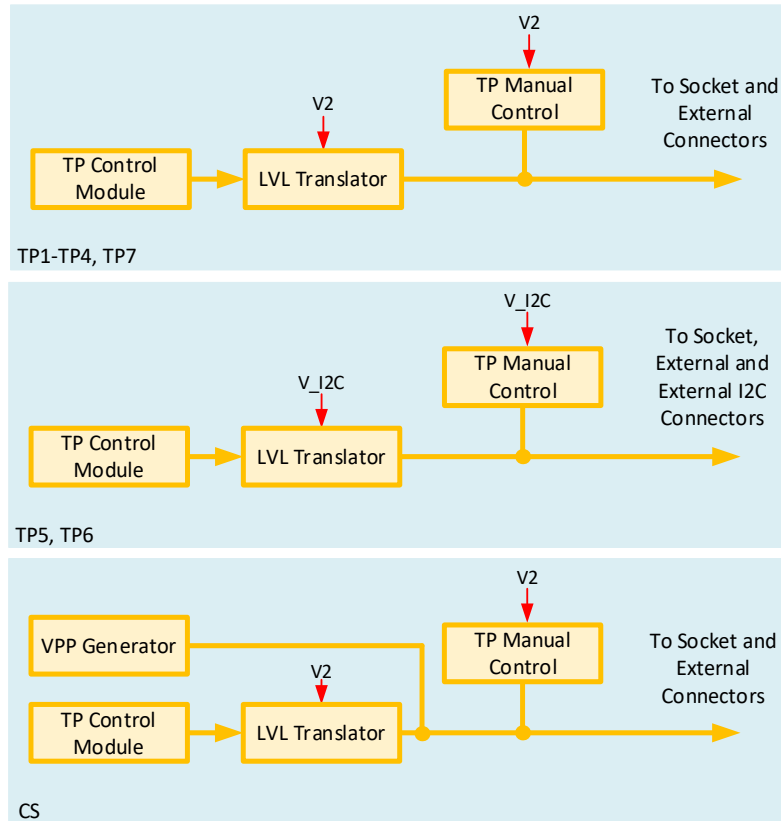 V2
TP Manual
Control
To Socket and
External
Connectors
V2
TP Control
Module
LVL Translator
TP1-TP4, TP7
V_I2C
TP Manual
Control
To Socket,
External and
External I2C
Connectors
V_I2C
TP Control
Module
LVL Translator
TP5, TP6
V2
VPP Generator
TP Manual
Control
To Socket and
External
Connectors
V2
TP Control
Module
LVL Translator
CS